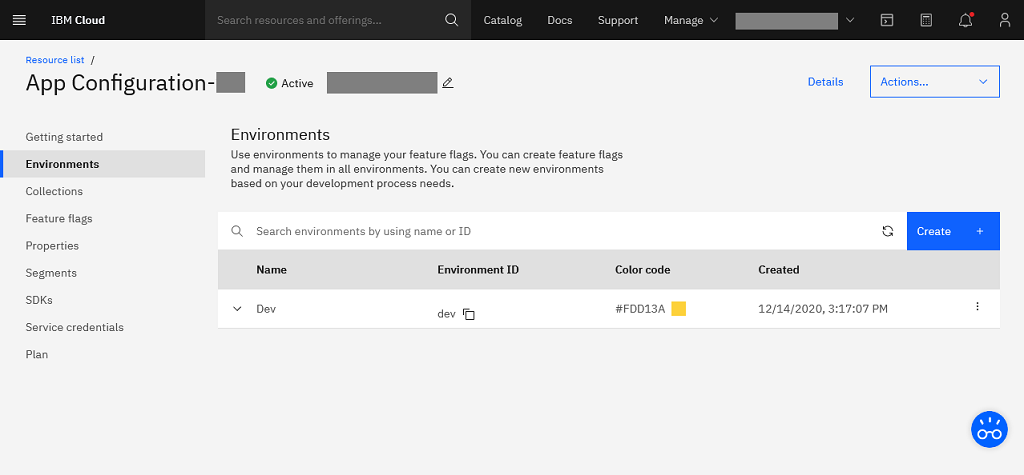 IBM Cloud
Search resources and offerings...
Catalog
Docs
Support
Manage
Resource list /
App Configuration-
Active
Details
Actions...
Getting started
Environments
Collections
Feature flags
Properties
Segments
SDKs
Service credentials
Plan
Environments
Use environments to manage your feature flags. You can create feature flags
and manage them in all environments. You can create new environments
based on your development process needs.
Search environments by using name or ID
Create +
Name Environment ID Color code Created
Dev dev #FDD13A 12/14/2020, 3:17:07 PM